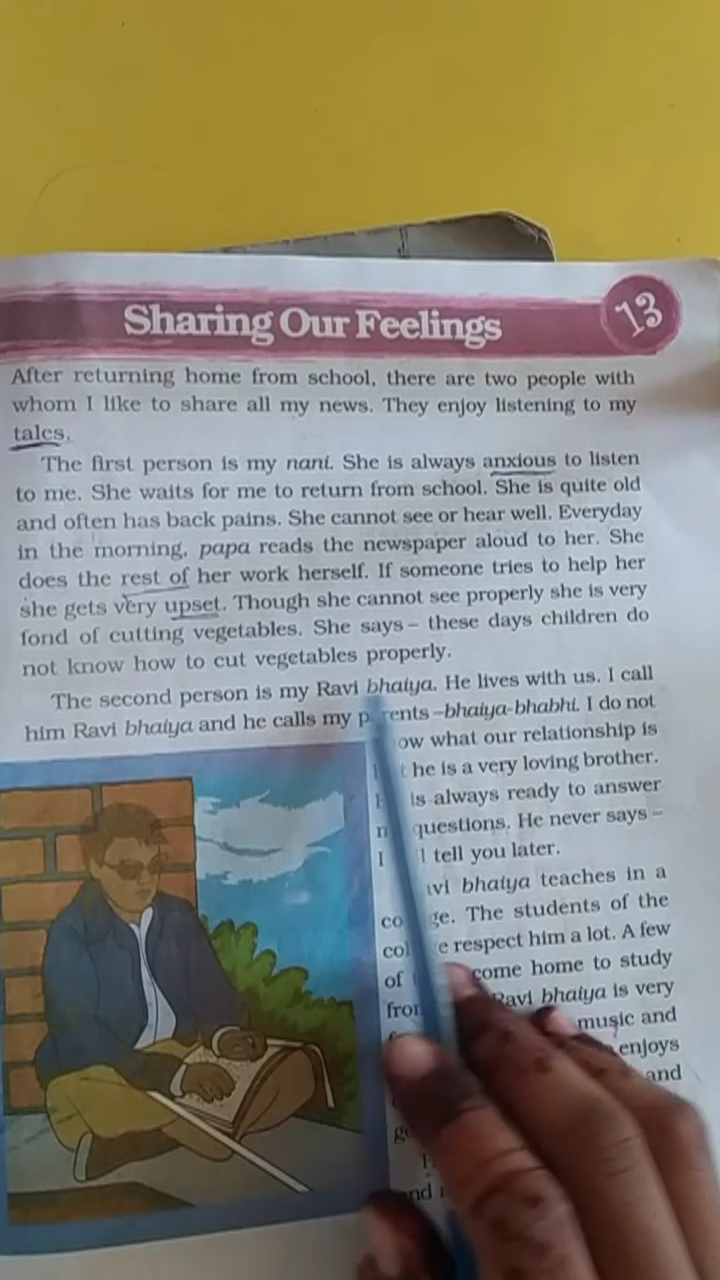 Sharing Our Feelings
13
After returning home from school, there are two people with
whom I like to share all my news. They enjoy listening to my
tales.
The first person is my nani. She is always anxious to listen
to me. She waits for me to return from school. She is quite old
and often has back pains. She cannot see or hear well. Everyday
in the morning, papa reads the newspaper aloud to her. She
does the rest of her work herself. If someone tries to help her
she gets very upset. Though she cannot see properly she is very
fond of cutting vegetables. She says – these days children do
not know how to cut vegetables properly.
The second person is my Ravi bhaiya. He lives with us. I call
him Ravi bhaiya and he calls my parents –bhaiya-bhabhi. I do not
what our relationship is
he is a very loving brother.
is always ready to answer
questions. He never says –
I tell you later.
bhaiya teaches in a
The students of the
respect him a lot. A few
of come home to study
Ravi bhaiya is very
music and
enjoys
and